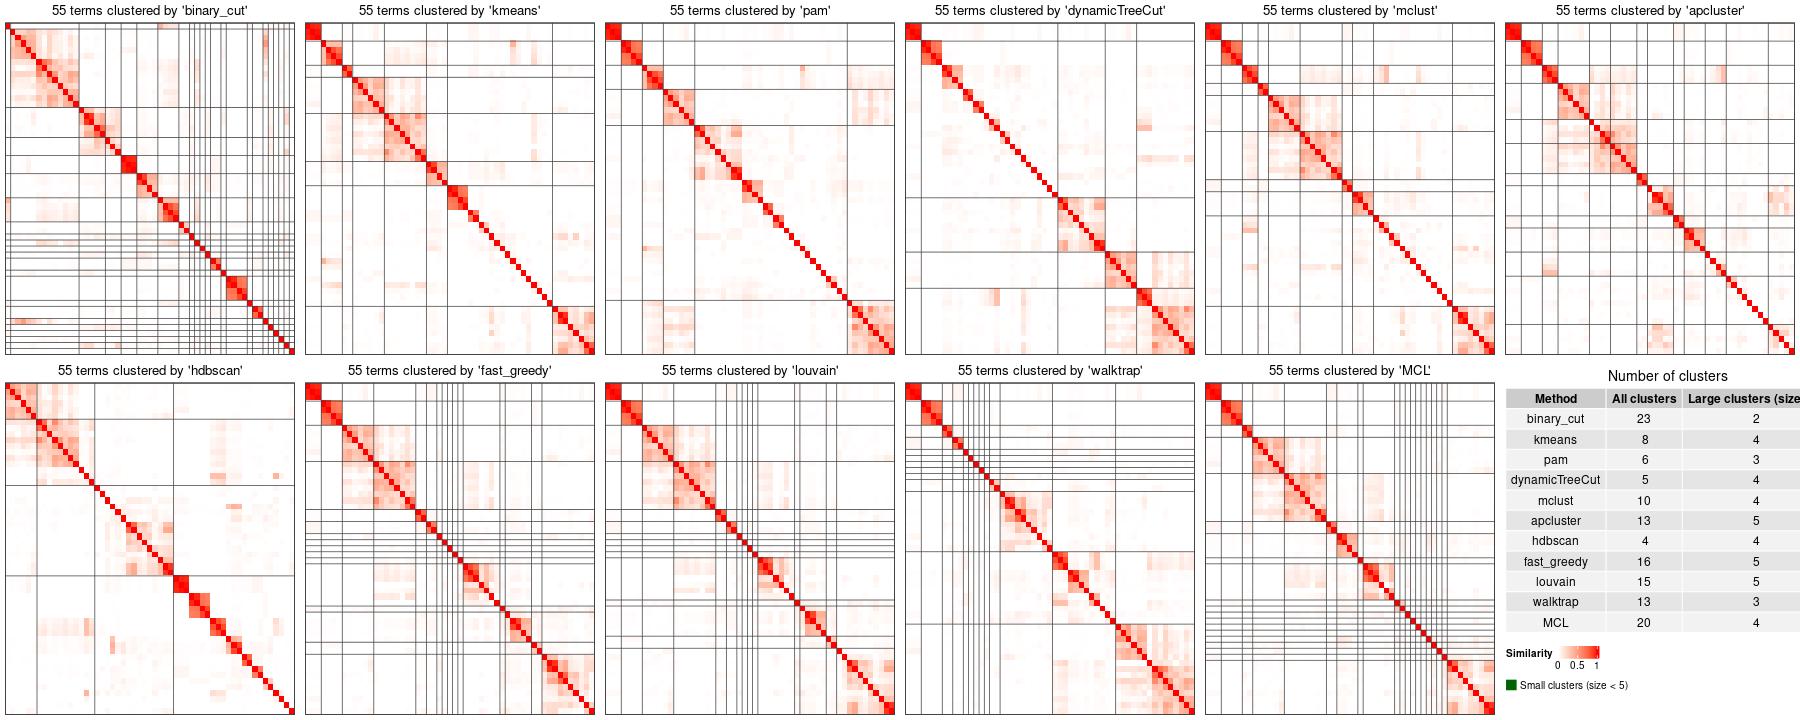 55 terms clustered by 'binary_cut'
55 terms clustered by 'kmeans'
55 terms clustered by 'pam'
55 terms clustered by 'dynamicTreeCut'
55 terms clustered by 'mclust'
55 terms clustered by 'apcluster'
55 terms clustered by 'hdbscan'
55 terms clustered by 'fast_greedy'
55 terms clustered by 'louvain'
55 terms clustered by 'walktrap'
55 terms clustered by 'MCL'
Number of clusters
Method All clusters Large clusters (size
binary_cut 23 2
kmeans 8 4
pam 6 3
dynamicTreeCut 5 4
mclust 10 4
apcluster 13 5
hdbscan 4 4
fast_greedy 16 5
louvain 15 5
walktrap 13 3
MCL 20 4
Similarity
0 0.5 1
Small clusters (size < 5)